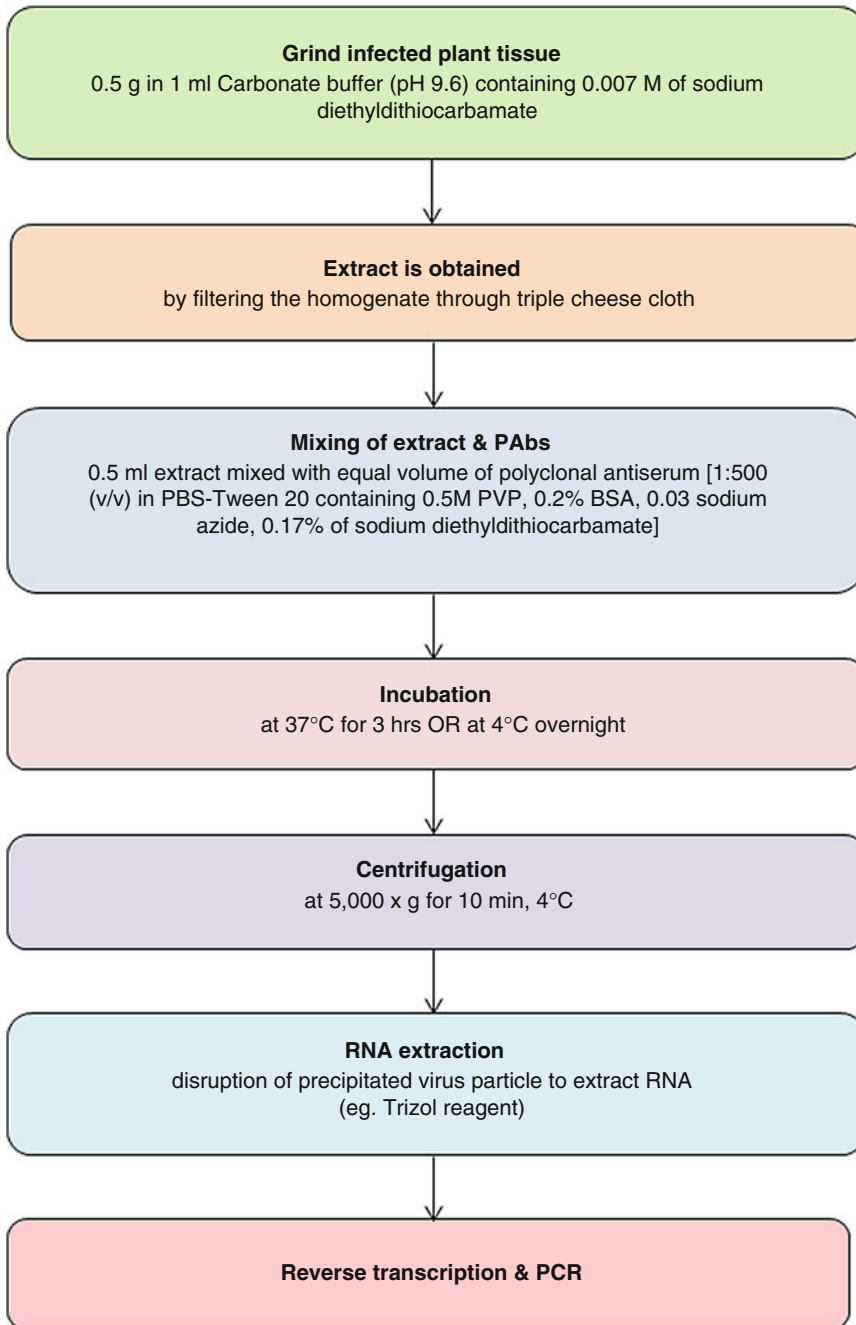 Grind infected plant tissue
0.5 g in 1 ml Carbonate buffer (pH 9.6) containing 0.007 M of sodium
diethyldithiocarbamate
Extract is obtained
by filtering the homogenate through triple cheese cloth
Mixing of extract & PAbs
0.5 ml extract mixed with equal volume of polyclonal antiserum [1:500
(v/v) in PBS-Tween 20 containing 0.5M PVP, 0.2% BSA, 0.03 sodium
azide, 0.17% of sodium diethyldithiocarbamate]
Incubation
at 37°C for 3 hrs OR at 4°C overnight
Centrifugation
at 5,000 x g for 10 min, 4°C
RNA extraction
disruption of precipitated virus particle to extract RNA
(eg. Trizol reagent)
Reverse transcription & PCR